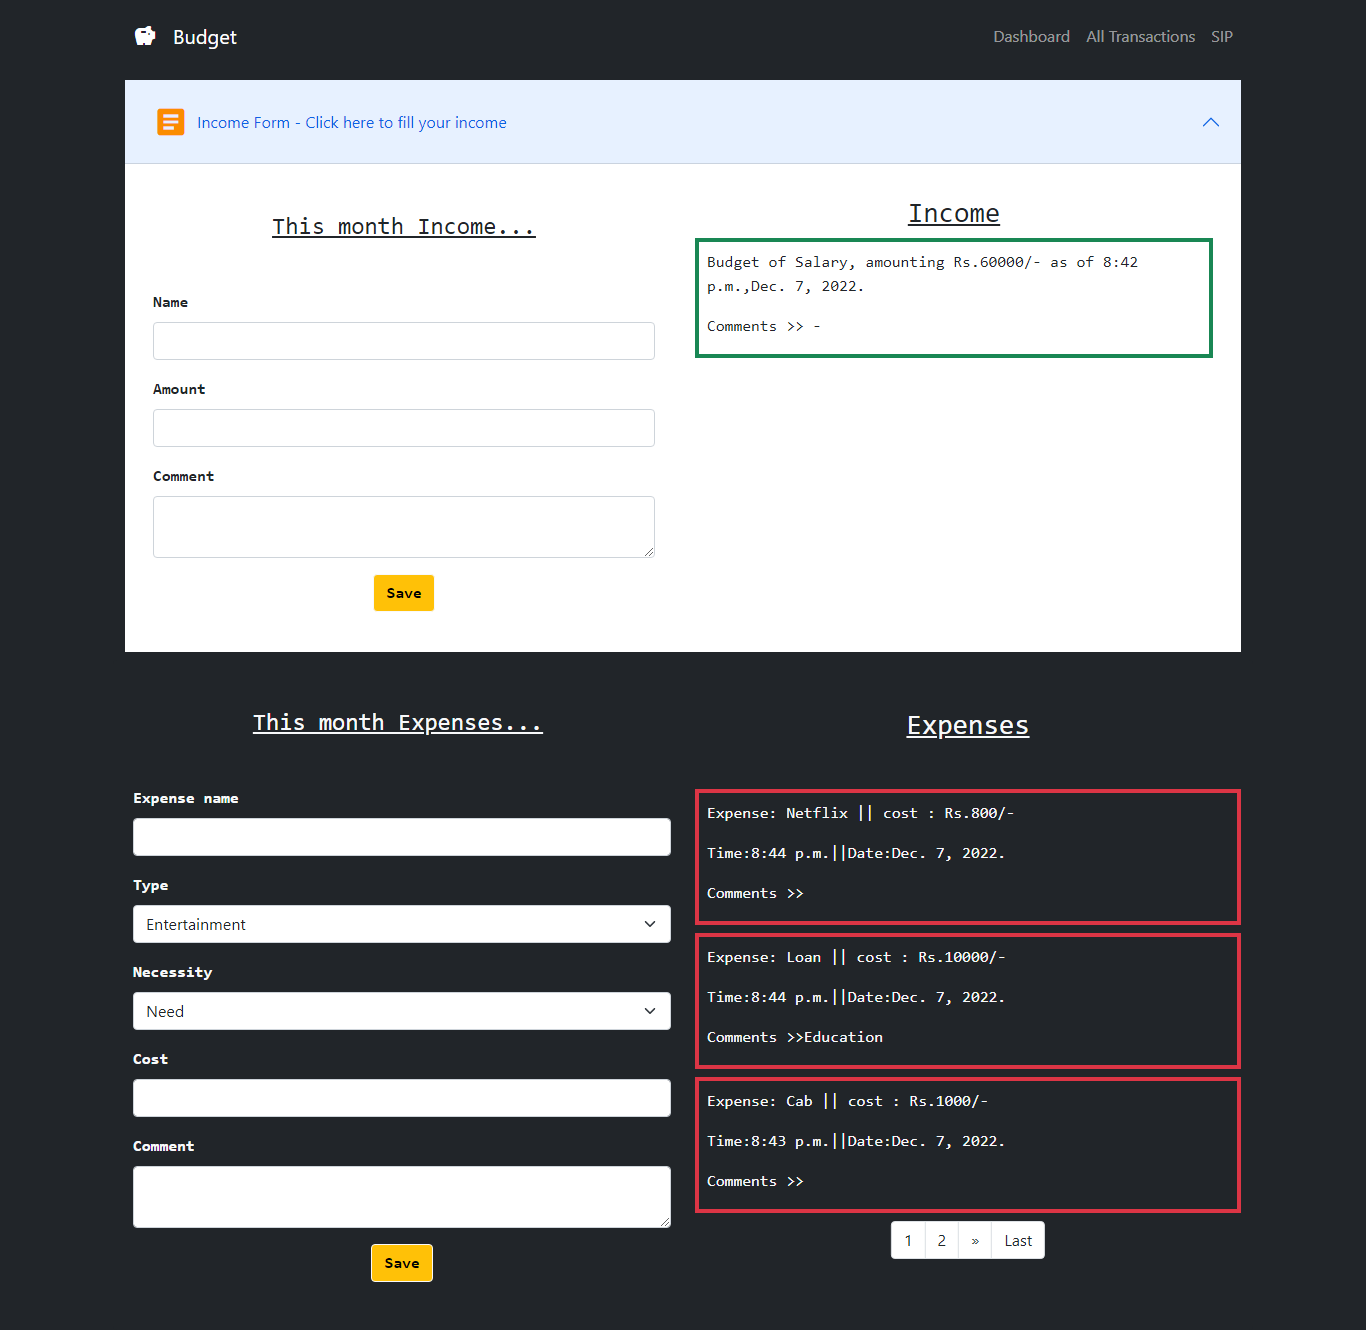 Budget
Dashboard All Transactions SIP
Income Form - Click here to fill your income
This month Income...
Name
Amount
Comment
Save
Income
Budget of Salary, amounting Rs.60000/- as of 8:42
p.m.,Dec. 7, 2022.
Comments >> -
This month Expenses...
Expense name
Type
Entertainment
Necessity
Need
Cost
Comment
Save
Expenses
Expense: Netflix || cost : Rs.800/-
Time:8:44 p.m.||Date:Dec. 7, 2022.
Comments >>
Expense: Loan || cost : Rs.10000/-
Time:8:44 p.m.||Date:Dec. 7, 2022.
Comments >>Education
Expense: Cab || cost : Rs.1000/-
Time:8:43 p.m.||Date:Dec. 7, 2022.
Comments >>
1 2 » Last